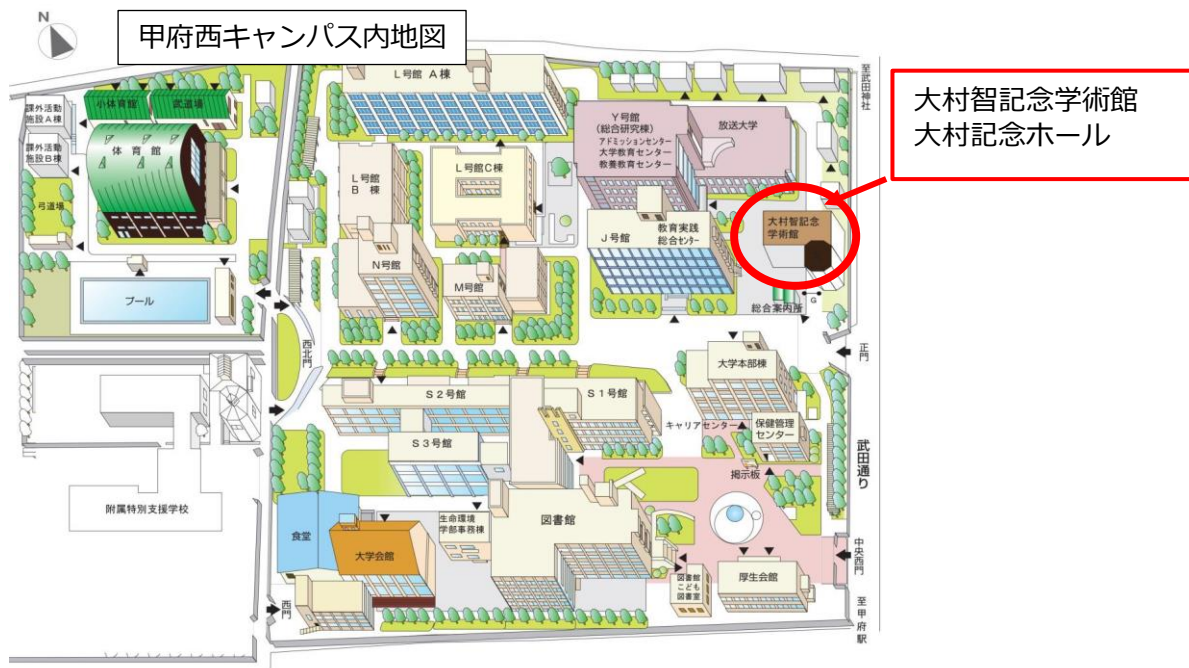 N
甲府西キャンパス内地図
大村智記念学術館
大村記念ホール
至武田神社
L号館 A棟
小体育館
武道場
課外活動
施設A棟
課外活動
施設B棟
体育館
弓道場
プール
L号館
B棟
L号館C棟
Y号館
(総合研究棟)
アドミッションセンター
大学教育センター
教養教育センター
放送大学
J号館
教育実践
総合センター
大村智記念
学術館
N号館
M号館
G
総合案内所
西北門
正門
大学本部棟
S2号館
S1号館
キャリアセンター
保健管理
センター
S3号館
掲示板
武田通り
附属特別支援学校
食堂
大学会館
生命環境
学部事務棟
図書館
中央西門
図書館
こども
図書室
厚生会館
西門
至甲府駅